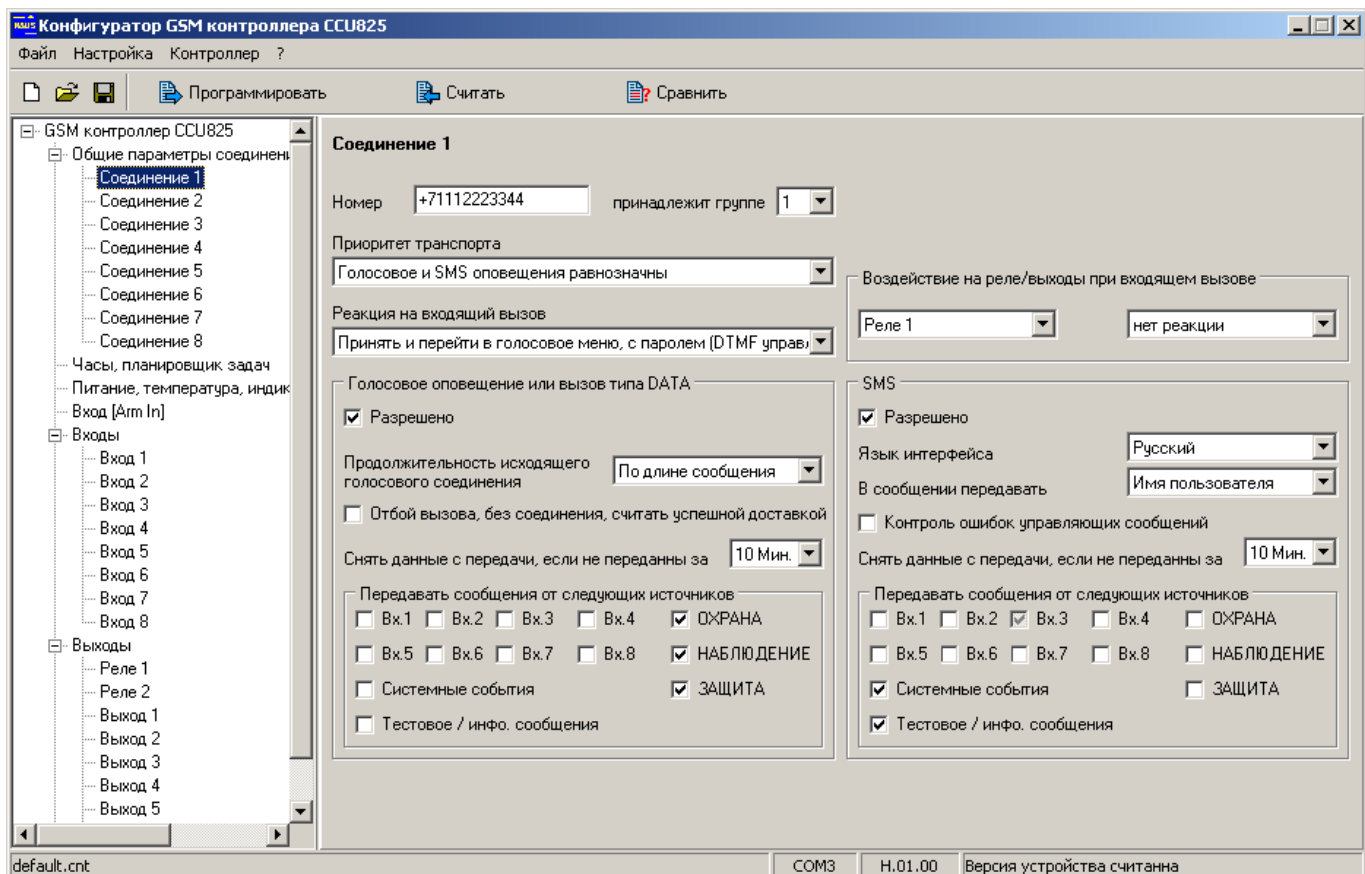 Конфигуратор GSM контроллера CCU825
Файл Настройка Контроллер ?
Программировать Считать Сравнить
GSM контроллер CCU825
Общие параметры соединени
Соединение 1
Соединение 2
Соединение 3
Соединение 4
Соединение 5
Соединение 6
Соединение 7
Соединение 8
Часы, планировщик задач
Питание, температура, индик
Вход [Arm In]
Входы
Вход 1
Вход 2
Вход 3
Вход 4
Вход 5
Вход 6
Вход 7
Вход 8
Выходы
Реле 1
Реле 2
Выход 1
Выход 2
Выход 3
Выход 4
Выход 5
Соединение 1
Номер +71112223344 принадлежит группе 1
Приоритет транспорта
Голосовое и SMS оповещения равнозначны
Реакция на входящий вызов
Принять и перейти в голосовое меню, с паролем (DTMF управл
Воздействие на реле/выходы при входящем вызове
Реле 1 нет реакции
Голосовое оповещение или вызов типа DATA
Разрешено
Продолжительность исходящего
голосового соединения
По длине сообщения
Отбой вызова, без соединения, считать успешной доставкой
Снять данные с передачи, если не переданны за 10 Мин.
Передавать сообщения от следующих источников
Вх.1 Вх.2 Вх.3 Вх.4 ОХРАНА
Вх.5 Вх.6 Вх.7 Вх.8 НАБЛЮДЕНИЕ
Системные события ЗАЩИТА
Тестовое / инфо. сообщения
SMS
Разрешено
Язык интерфейса Русский
В сообщении передавать Имя пользователя
Контроль ошибок управляющих сообщений
Снять данные с передачи, если не переданны за 10 Мин.
Передавать сообщения от следующих источников
Вх.1 Вх.2 Вх.3 Вх.4 ОХРАНА
Вх.5 Вх.6 Вх.7 Вх.8 НАБЛЮДЕНИЕ
Системные события ЗАЩИТА
Тестовое / инфо. сообщения
default.cnt COM3 H.01.00 Версия устройства считанна